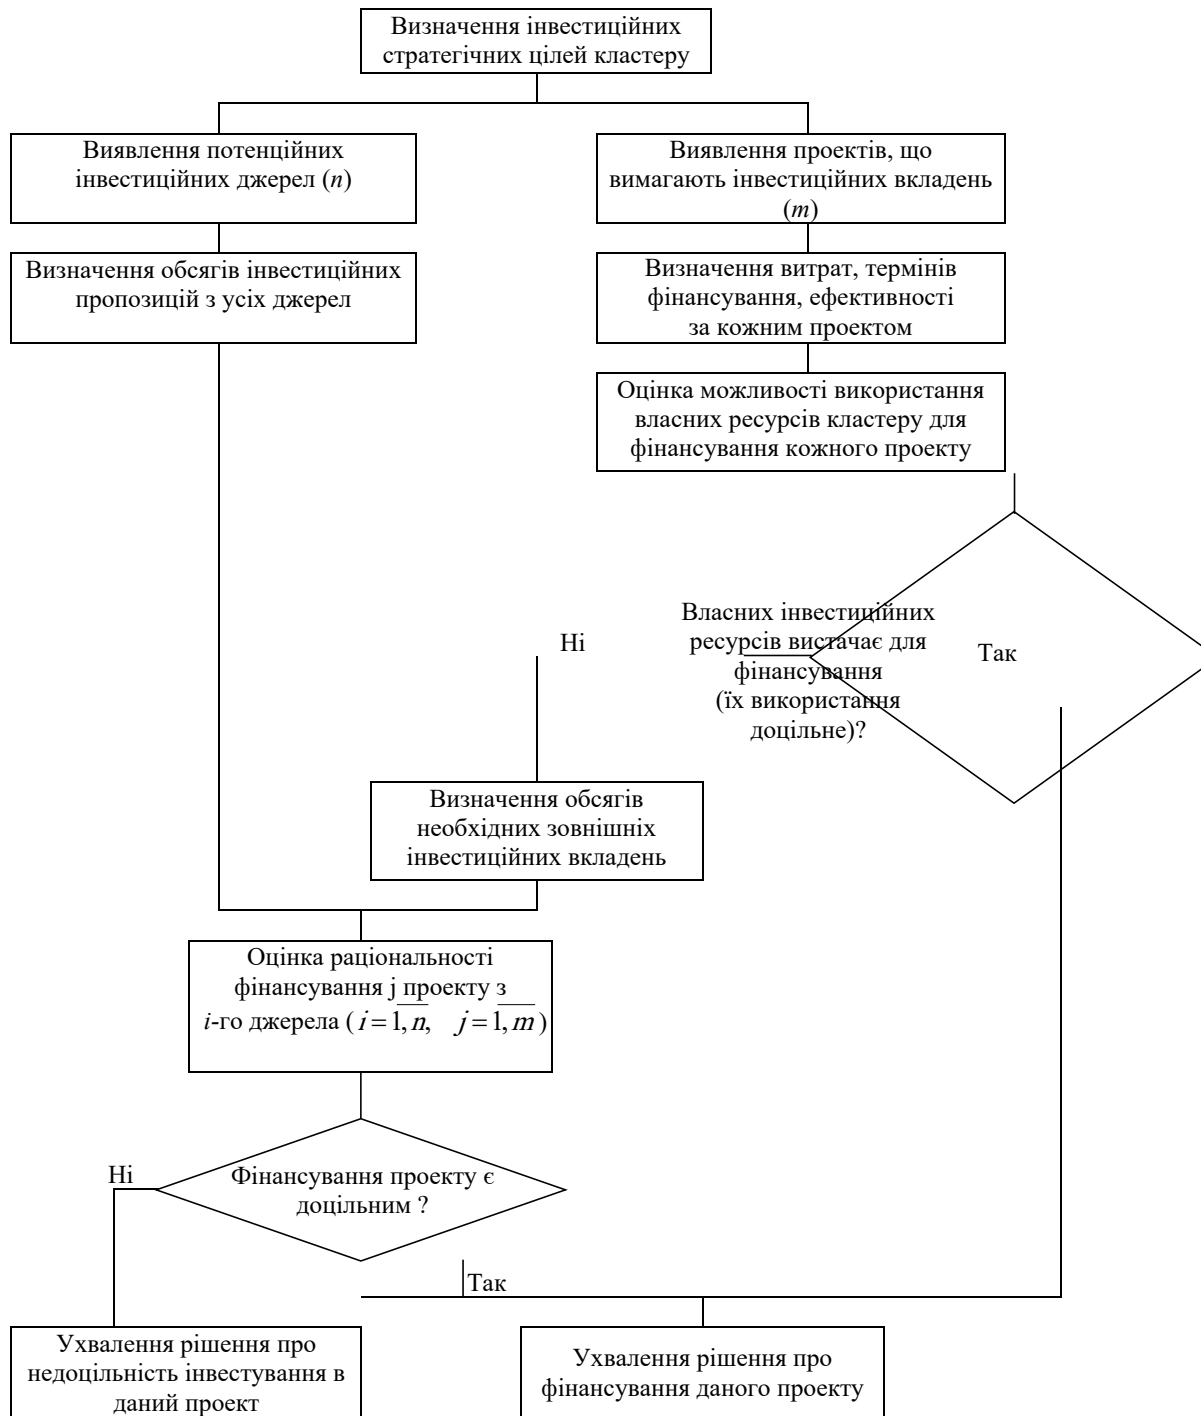 Визначення інвестиційних
стратегічних цілей кластеру
Виявлення потенційних
інвестиційних джерел (n)
Виявлення проектів, що
вимагають інвестиційних вкладень
(m)
Визначення обсягів інвестиційних
пропозицій з усіх джерел
Визначення витрат, термінів
фінансування, ефективності
за кожним проектом
Оцінка можливості використання
власних ресурсів кластеру для
фінансування кожного проекту
Ні
Власних інвестиційних
ресурсів вистачає для
фінансування
(їх використання
доцільне)?
Так
Визначення обсягів
необхідних зовнішніх
інвестиційних вкладень
Оцінка раціональності
фінансування j проекту з
i-го джерела ( i = 1, n, j = 1, m )
Ні
Фінансування проекту є
доцільним ?
Так
Ухвалення рішення про
недоцільність інвестування в
даний проект
Ухвалення рішення про
фінансування даного проекту